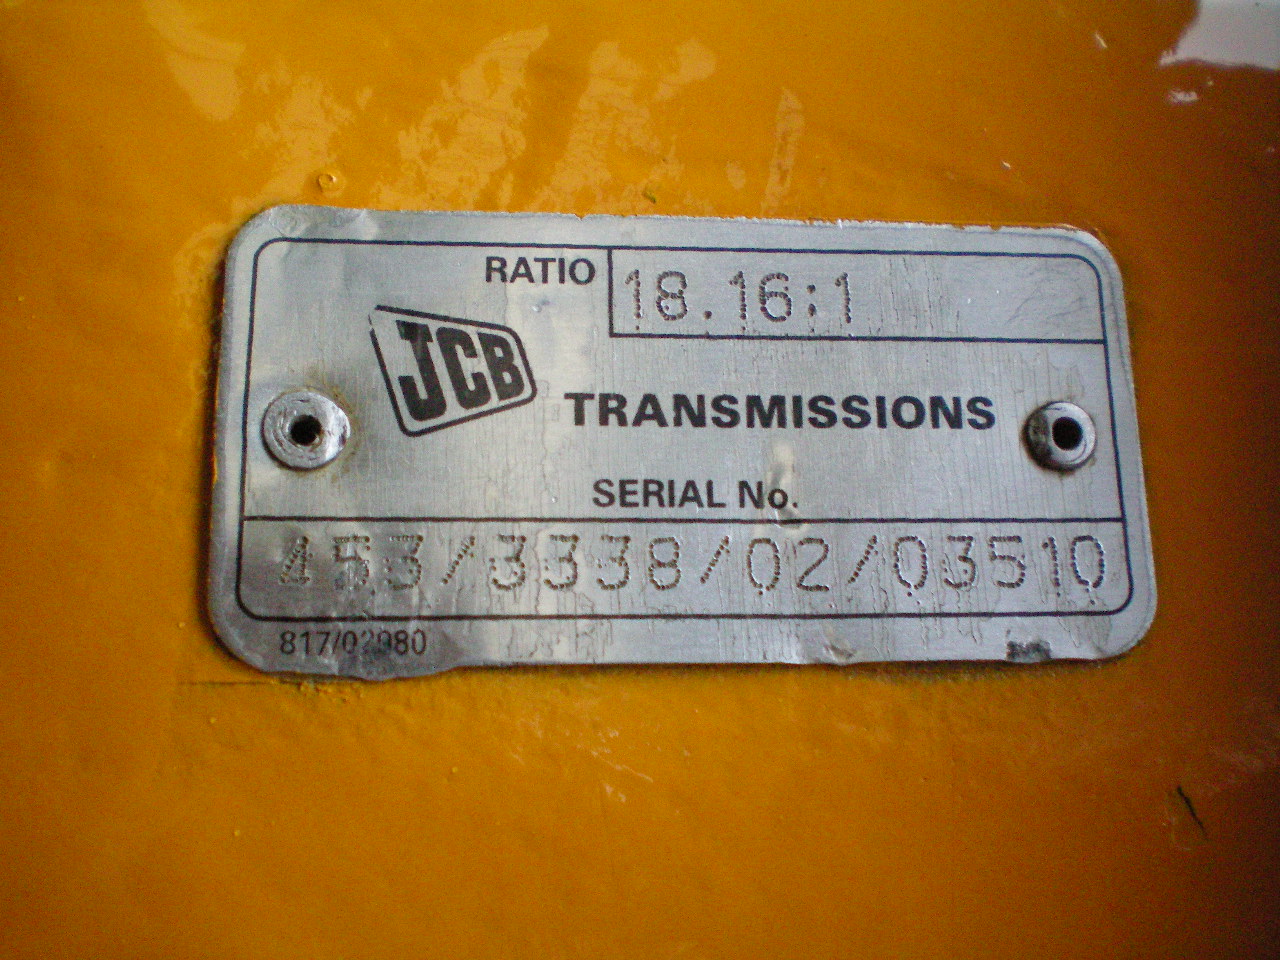 RATIO 18.16:1
JCB TRANSMISSIONS
SERIAL No.
453/3338/02/03510
817/02980